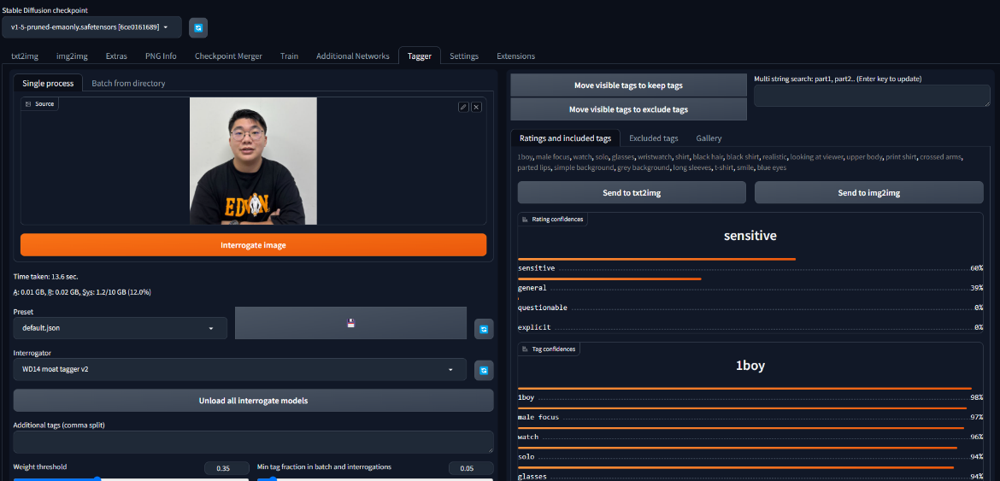 Stable Diffusion checkpoint
v1-5-pruned-emaonly.safetensors [6ce0161689]
txt2img img2img Extras PNG Info Checkpoint Merger Train Additional Networks Tagger Settings Extensions
Single process Batch from directory
Source
EDWIN
Interrogate image
Time taken: 13.6 sec.
A: 0.01 GB, R: 0.02 GB, Sys: 1.2/10 GB (12.0%)
Preset
default.json
Interrogator
WD14 moat tagger v2
Unload all interrogate models
Additional tags (comma split)
Weight threshold 0.35 Min tag fraction in batch and interrogations 0.05
Move visible tags to keep tags
Move visible tags to exclude tags
Multi string search: part1, part2.. (Enter key to update)
Ratings and included tags Excluded tags Gallery
1boy, male focus, watch, solo, glasses, wristwatch, shirt, black hair, black shirt, realistic, looking at viewer, upper body, print shirt, crossed arms,
parted lips, simple background, grey background, long sleeves, t-shirt, smile, blue eyes
Send to txt2img Send to img2img
Rating confidences
sensitive
sensitive 60%
general 39%
questionable 0%
explicit 0%
Tag confidences
1boy
1boy 98%
male focus 97%
watch 96%
solo 94%
glasses 94%